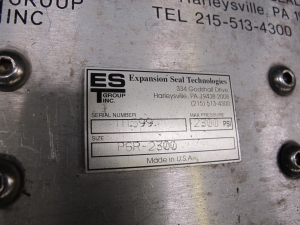 GROUP
INC
Harleysville, PA 1
TEL 215-513-4300
EST
GROUP
INC.
Expansion Seal Technologies
334 Godshall Drive
Harleysville, PA 19438-2008
(215) 513-4300
SERIAL NUMBER
MAX PRESSURE
2300 PSI
SIZE
PSR-2300
Made in U.S.A.